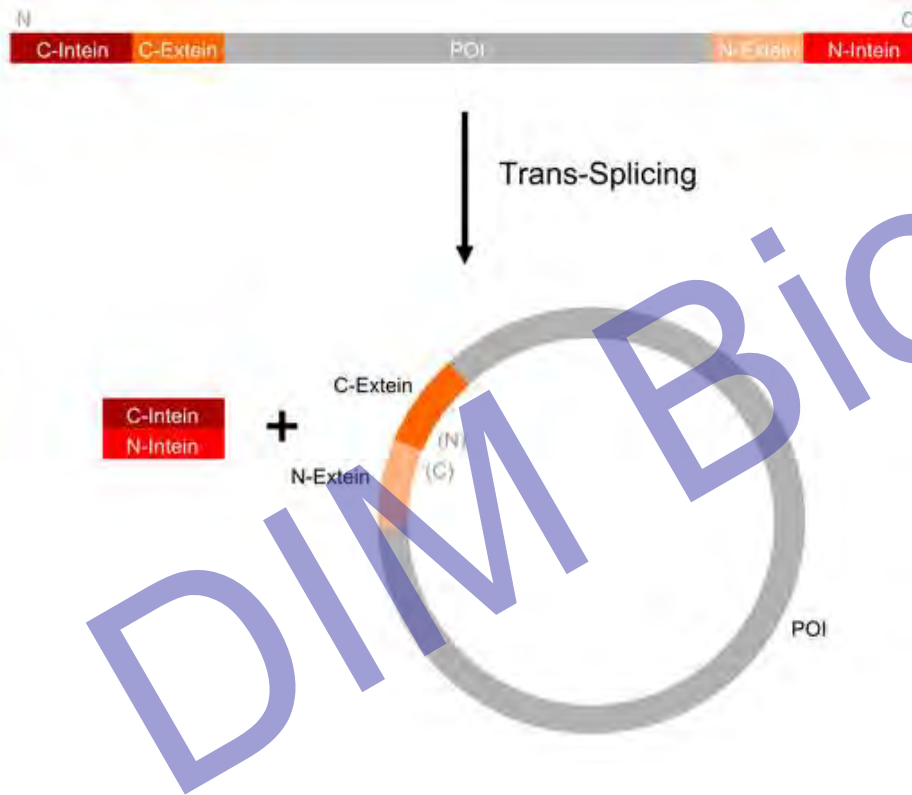 N C
C-Intein C-Extein POI N-Extein N-Intein
Trans-Splicing
C-Extein
C-Intein
N-Intein
+
(N)
(C)
N-Extein
POI
DIM Bio